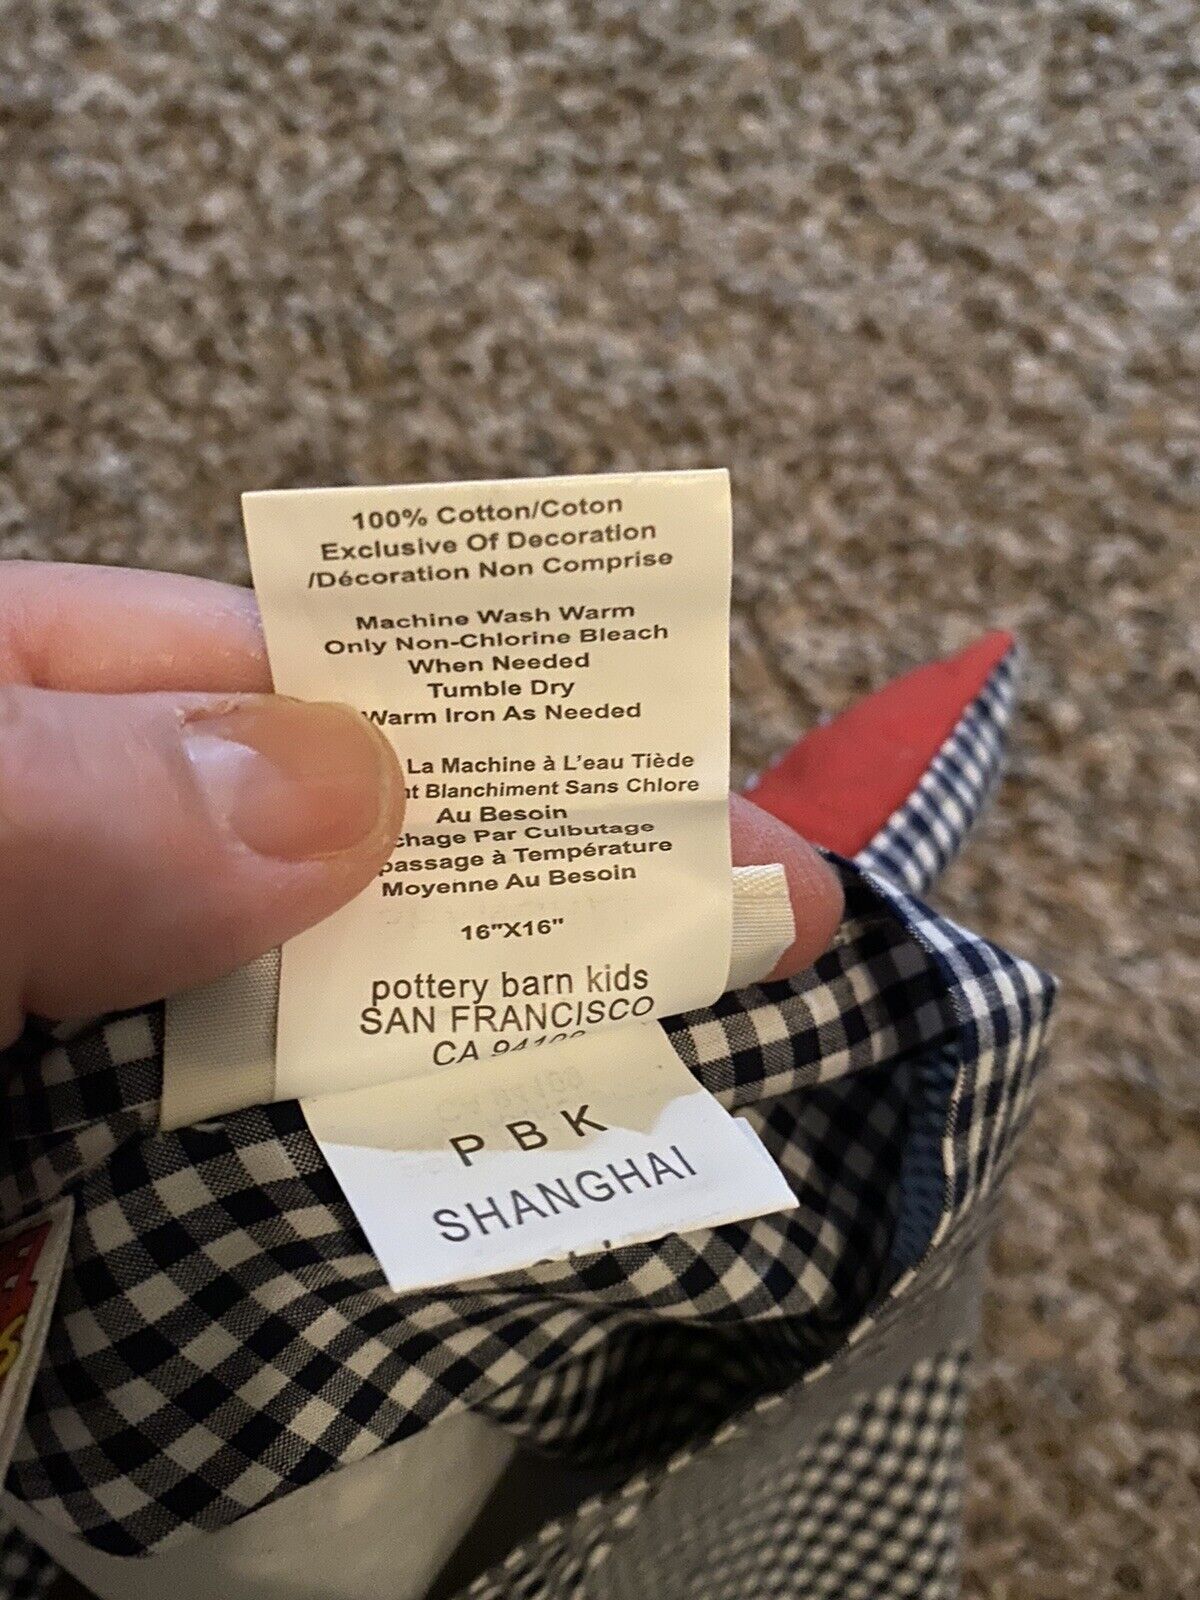 100% Cotton/Coton
Exclusive Of Decoration
/Décoration Non Comprise
Machine Wash Warm
Only Non-Chlorine Bleach
When Needed
Tumble Dry
Warm Iron As Needed
La Machine à L'eau Tiède
Blanchiment Sans Chlore
Au Besoin
Par Culbutage
à Température
Moyenne Au Besoin
16"X16"
pottery barn kids
SAN FRANCISCO
CA
PBK
SHANGHAI